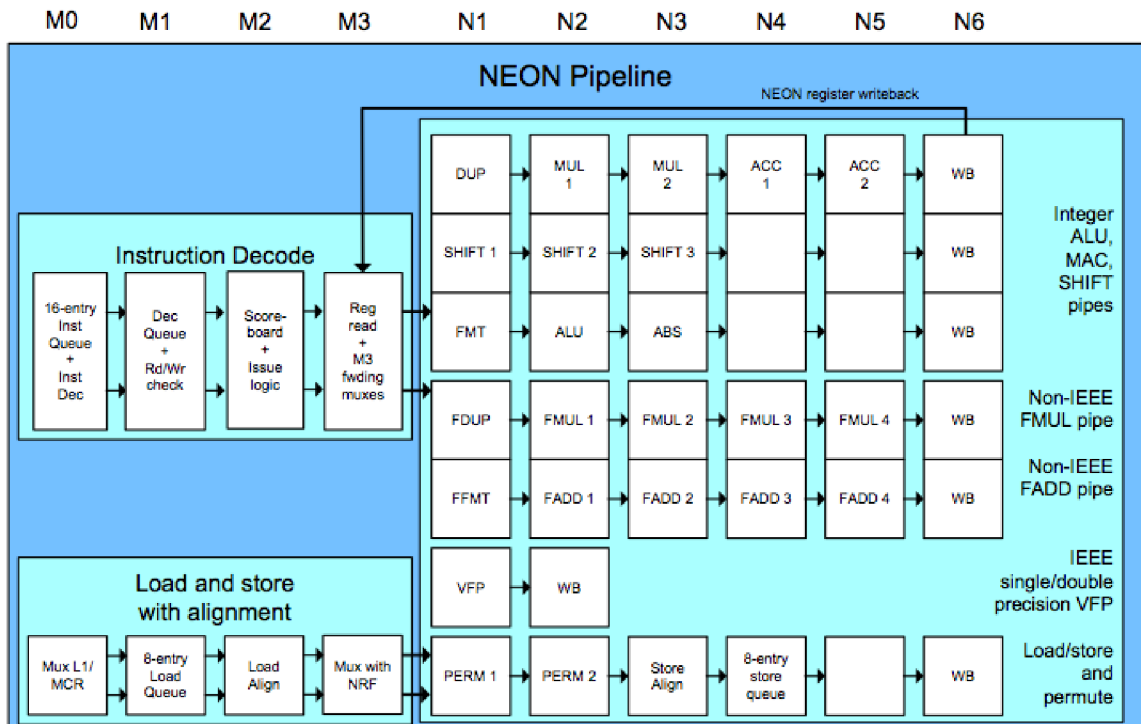 M0 M1 M2 M3 N1 N2 N3 N4 N5 N6
NEON Pipeline
NEON register writeback
DUP
MUL
1
MUL
2
ACC
1
ACC
2
WB
SHIFT 1
SHIFT 2
SHIFT 3
WB
FMT
ALU
ABS
WB
Integer
ALU,
MAC,
SHIFT
pipes
Instruction Decode
16-entry
Inst
Queue
+
Inst
Dec
Dec
Queue
+
Rd/Wr
check
Score-
board
+
Issue
logic
Reg
read
+
M3
fwding
muxes
FDUP
FMUL 1
FMUL 2
FMUL 3
FMUL 4
WB
Non-IEEE
FMUL pipe
FFMT
FADD 1
FADD 2
FADD 3
FADD 4
WB
Non-IEEE
FADD pipe
VFP
WB
IEEE
single/double
precision VFP
Load and store
with alignment
Mux L1/
MCR
8-entry
Load
Queue
Load
Align
Mux with
NRF
PERM 1
PERM 2
Store
Align
8-entry
store
queue
WB
Load/store
and
permute